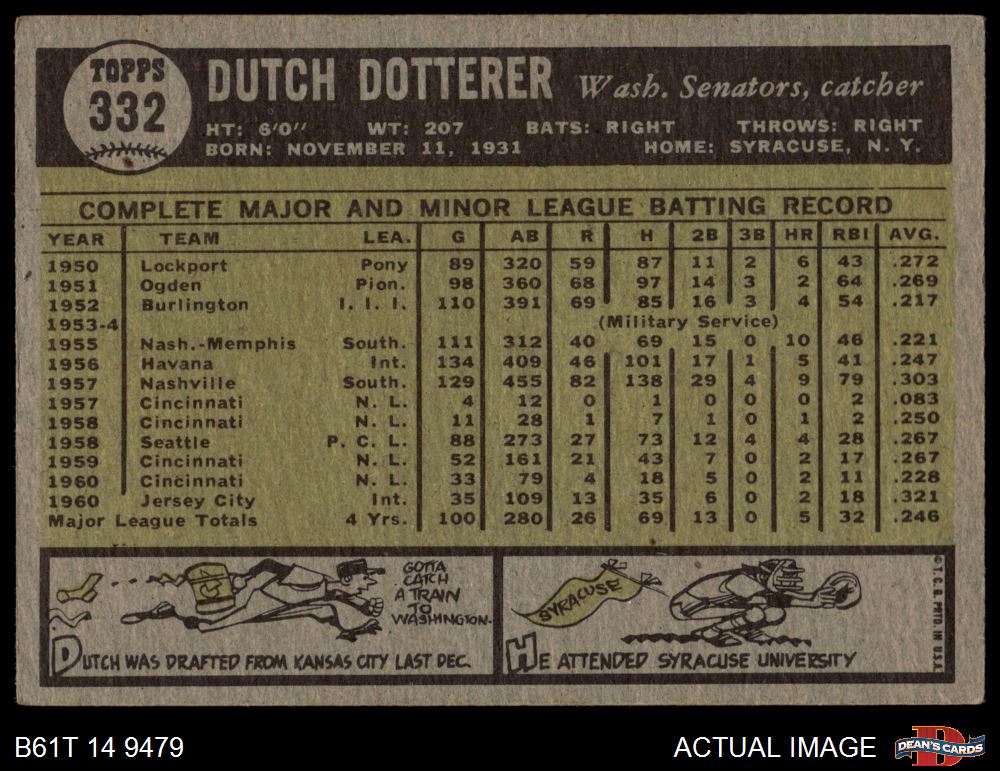 TOPPS
332
DUTCH DOTTERER Wash. Senators, catcher
HT: 6'0" WT: 207 BATS: RIGHT THROWS: RIGHT
BORN: NOVEMBER 11, 1931 HOME: SYRACUSE, N. Y.
COMPLETE MAJOR AND MINOR LEAGUE BATTING RECORD
YEAR TEAM LEA. G AB R H 2B 3B HR RBI AVG.
1950 Lockport Pony 89 320 59 87 11 2 6 43 .272
1951 Ogden Pion. 98 360 68 97 14 3 2 64 .269
1952 Burlington I. I. I. 110 391 69 85 16 3 4 54 .217
1953-4 (Military Service)
1955 Nash.-Memphis South. 111 312 40 69 15 0 10 46 .221
1956 Havana Int. 134 409 46 101 17 1 5 41 .247
1957 Nashville South. 129 455 82 138 29 4 9 79 .303
1957 Cincinnati N. L. 4 12 0 1 0 0 0 2 .083
1958 Cincinnati N. L. 11 28 1 7 1 0 1 2 .250
1958 Seattle P. C. L. 88 273 27 73 12 4 4 28 .267
1959 Cincinnati N. L. 52 161 21 43 7 0 2 17 .267
1960 Cincinnati N. L. 33 79 4 18 5 0 2 11 .228
1960 Jersey City Int. 35 109 13 35 6 0 2 18 .321
Major League Totals 4 Yrs. 100 280 26 69 13 0 5 32 .246
GOTTA
CATCH
A TRAIN
TO
WASHINGTON.
DUTCH WAS DRAFTED FROM KANSAS CITY LAST DEC.
SYRACUSE
HE ATTENDED SYRACUSE UNIVERSITY
© T. C. G. PRTD. IN U.S.A.
B61T 14 9479
ACTUAL IMAGE
DEAN'S CARDS